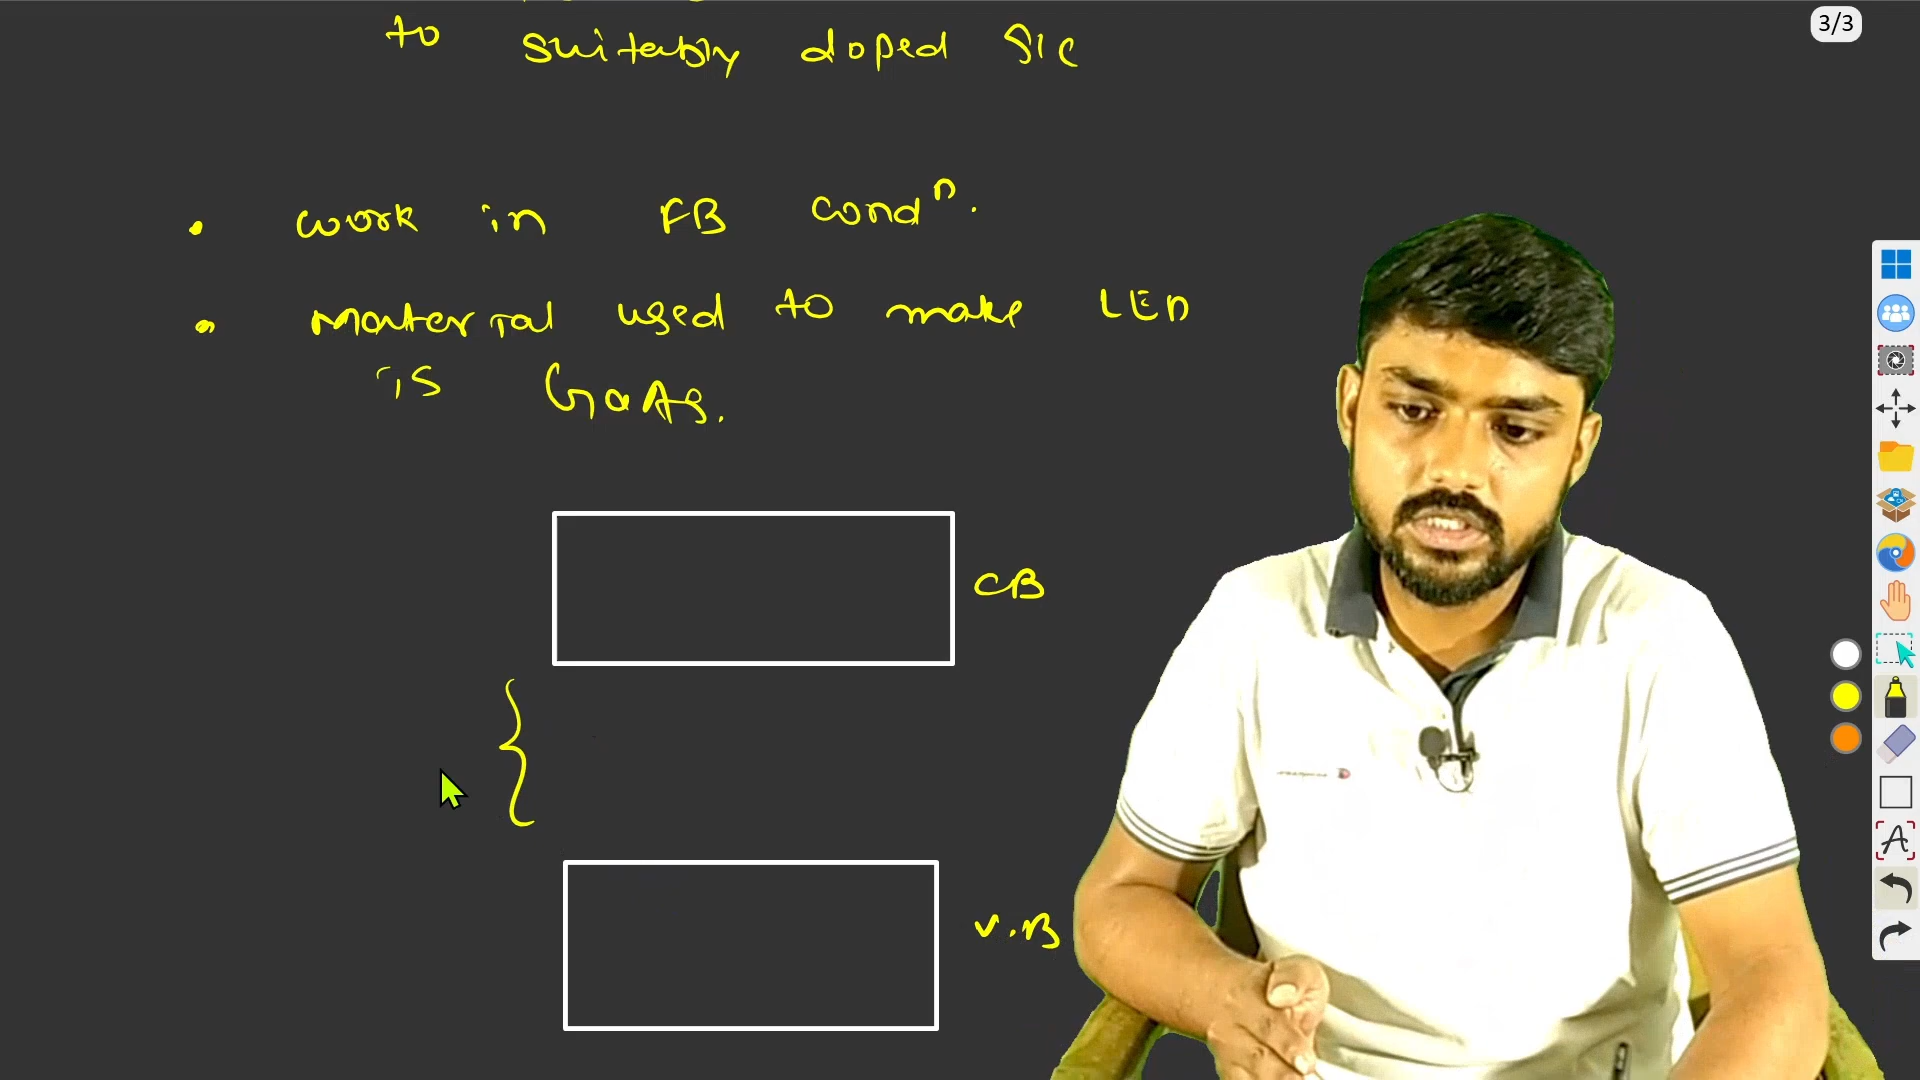 3/3
to suitably doped SiC
• work in FB condⁿ.
• material used to make LED
is GaAs.
CB
V.B